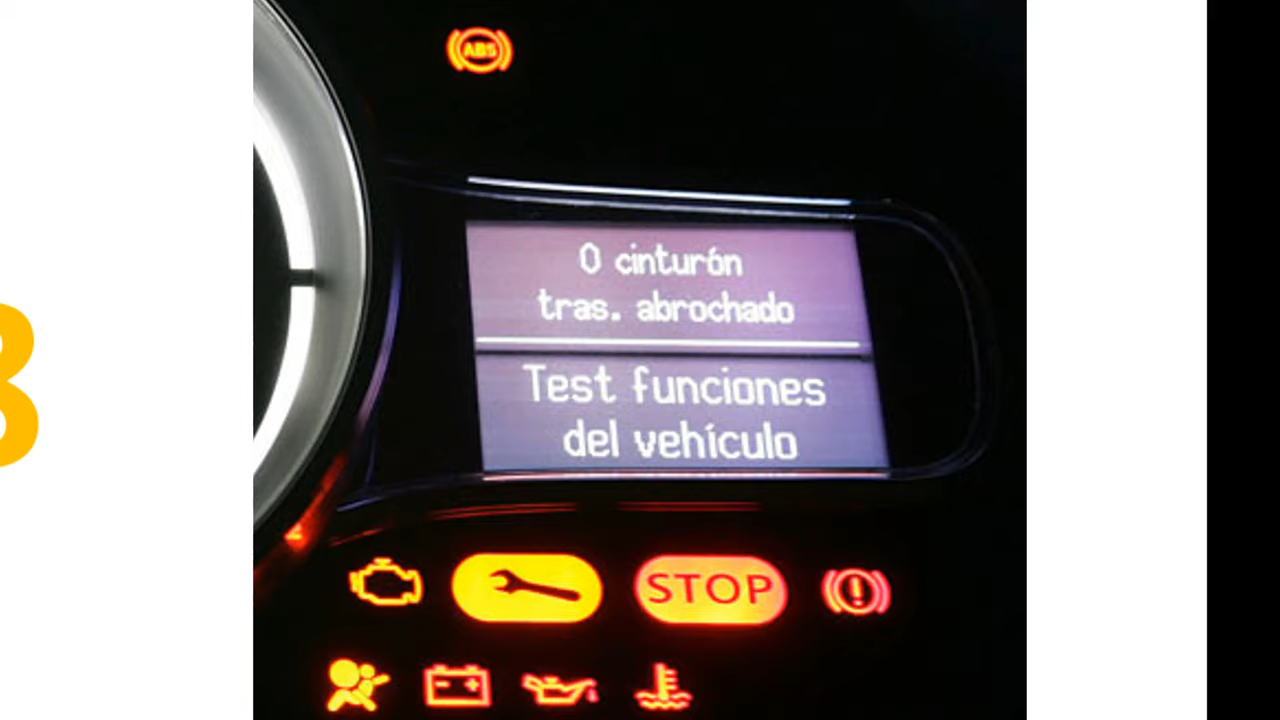 ABS
0 cinturón
tras. abrochado
Test funciones
del vehículo
STOP